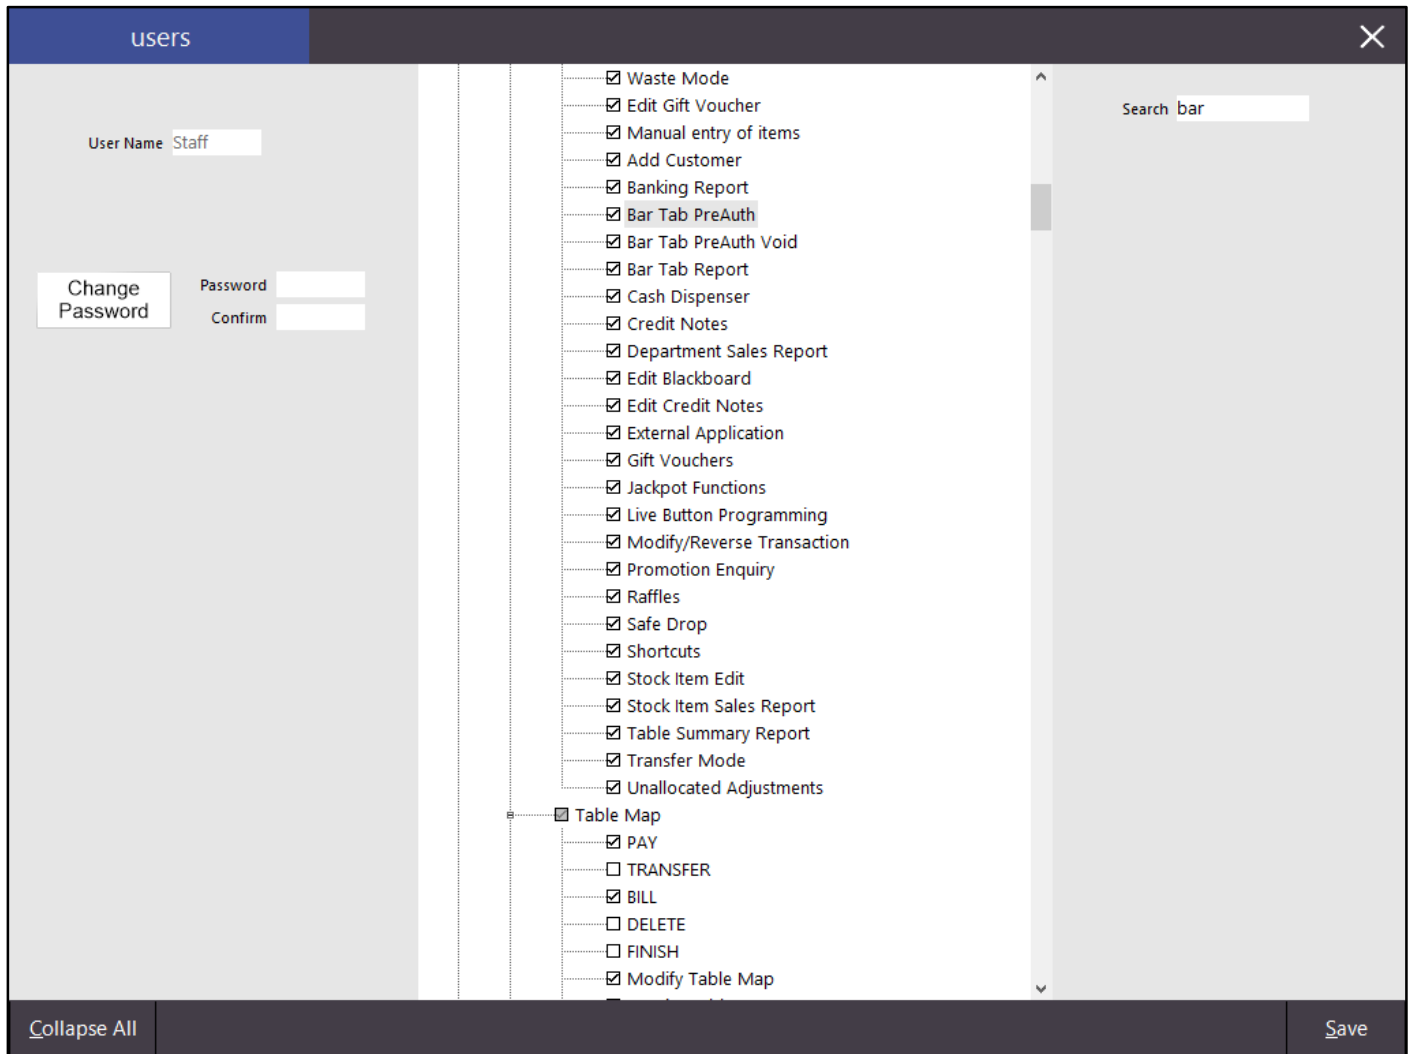 users
User Name Staff
Change
Password
Password
Confirm
Waste Mode
Edit Gift Voucher
Manual entry of items
Add Customer
Banking Report
Bar Tab PreAuth
Bar Tab PreAuth Void
Bar Tab Report
Cash Dispenser
Credit Notes
Department Sales Report
Edit Blackboard
Edit Credit Notes
External Application
Gift Vouchers
Jackpot Functions
Live Button Programming
Modify/Reverse Transaction
Promotion Enquiry
Raffles
Safe Drop
Shortcuts
Stock Item Edit
Stock Item Sales Report
Table Summary Report
Transfer Mode
Unallocated Adjustments
Table Map
PAY
TRANSFER
BILL
DELETE
FINISH
Modify Table Map
Search bar
Collapse All
Save